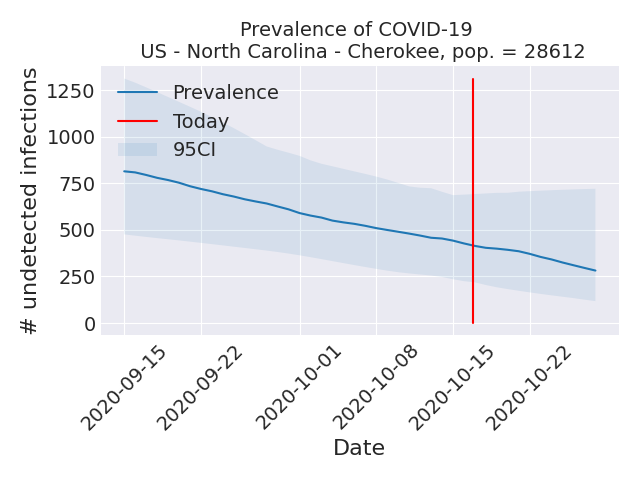 Prevalence of COVID-19
US - North Carolina - Cherokee, pop. = 28612
# undetected infections
1250
1000
750
500
250
0
Prevalence
Today
95CI
2020-09-15
2020-09-22
2020-10-01
2020-10-08
2020-10-15
2020-10-22
Date